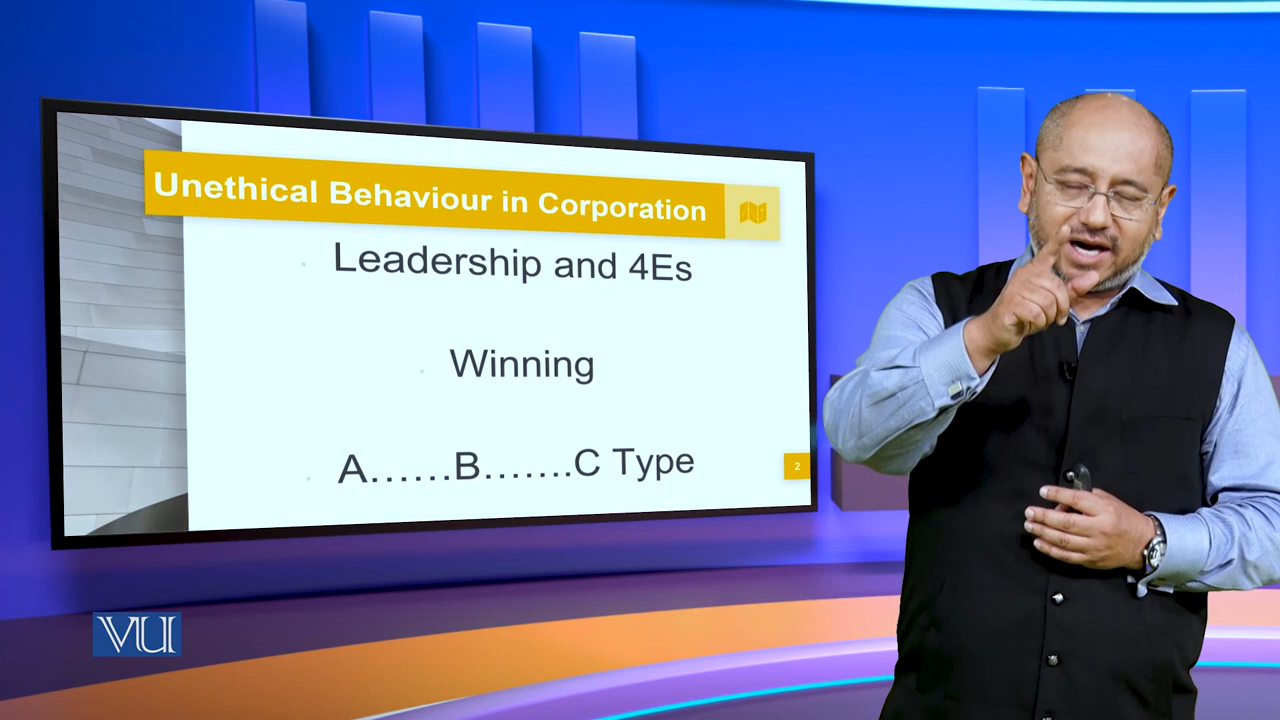 Unethical Behaviour in Corporation
Leadership and 4Es
Winning
A......B.......C Type
2
VU